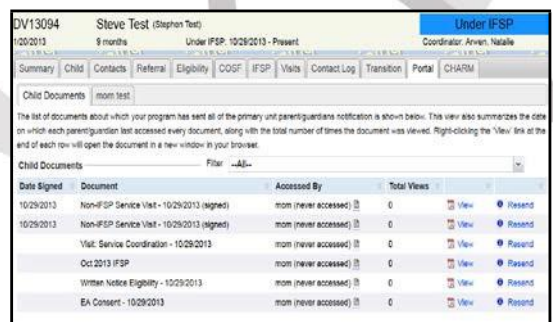 DV13094 Steve Test (Stephon Test) Under IFSP
1/20/2013 9 months Under IFSP: 10/29/2013 - Present Coordinator: Arven, Natalie
Summary Child Contacts Referral Eligibility COSF IFSP Visits Contact Log Transition Portal CHARM
Child Documents mom test
The list of documents about which your program has sent all of the primary unit parent/guardians notification is shown below. This view also summarizes the date
on which each parent/guardian last accessed every document, along with the total number of times the document was viewed. Right-clicking the 'View' link at the
end of each row will open the document in a new window in your browser.
Child Documents Filter --All--
Date Signed Document Accessed By Total Views
10/29/2013 Non-IFSP Service Visit - 10/29/2013 (signed) mom (never accessed) 0 View Resend
10/29/2013 Non-IFSP Service Visit - 10/29/2013 (signed) mom (never accessed) 0 View Resend
Visit: Service Coordination - 10/29/2013 mom (never accessed) 0 View Resend
Oct 2013 IFSP mom (never accessed) 0 View Resend
Written Notice Eligibility - 10/29/2013 mom (never accessed) 0 View Resend
EA Consent - 10/29/2013 mom (never accessed) 0 View Resend